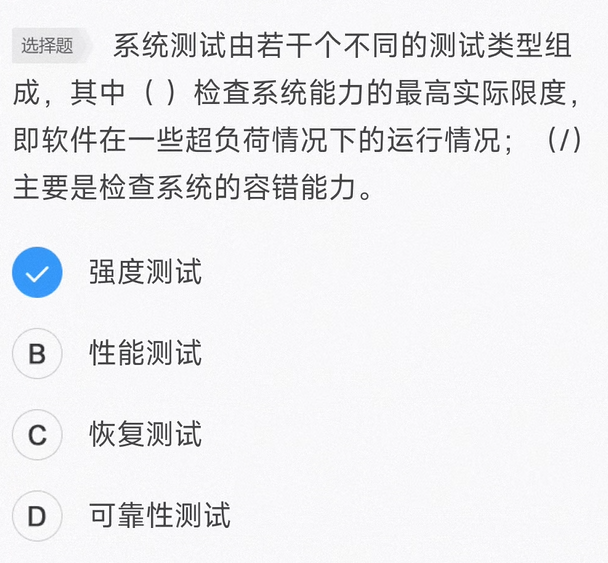 选择题 系统测试由若干个不同的测试类型组
成，其中（ ）检查系统能力的最高实际限度，
即软件在一些超负荷情况下的运行情况；（/）
主要是检查系统的容错能力。
强度测试
B 性能测试
C 恢复测试
D 可靠性测试